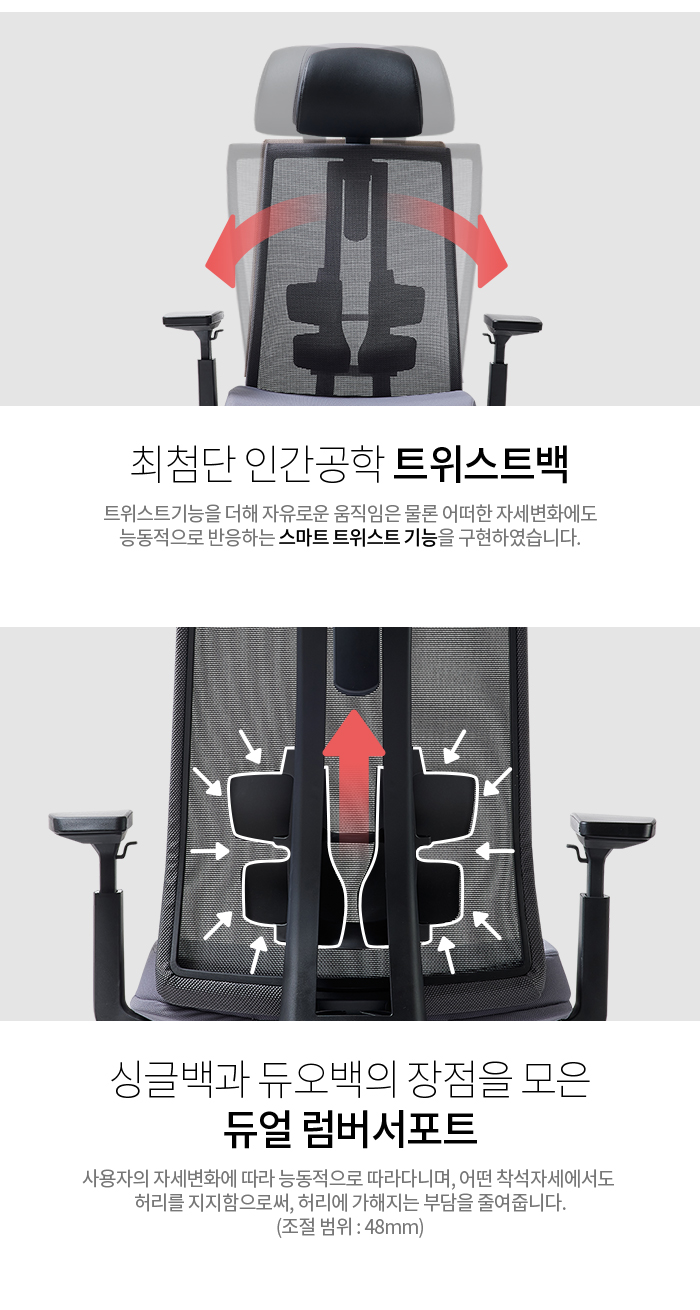 최첨단 인간공학 트위스트백
트위스트기능을 더해 자유로운 움직임은 물론 어떠한 자세변화에도
능동적으로 반응하는 스마트 트위스트 기능을 구현하였습니다.
싱글백과 듀오백의 장점을 모은
듀얼 럼버서포트
사용자의 자세변화에 따라 능동적으로 따라다니며, 어떤 착석자세에서도
허리를 지지함으로써, 허리에 가해지는 부담을 줄여줍니다.
(조절 범위 : 48mm)